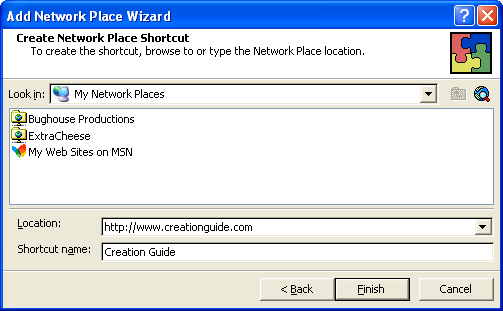 Add Network Place Wizard
Create Network Place Shortcut
To create the shortcut, browse to or type the Network Place location.
Look in: My Network Places
Bughouse Productions
ExtraCheese
My Web Sites on MSN
Location: http://www.creationguide.com
Shortcut name: Creation Guide
< Back Finish Cancel